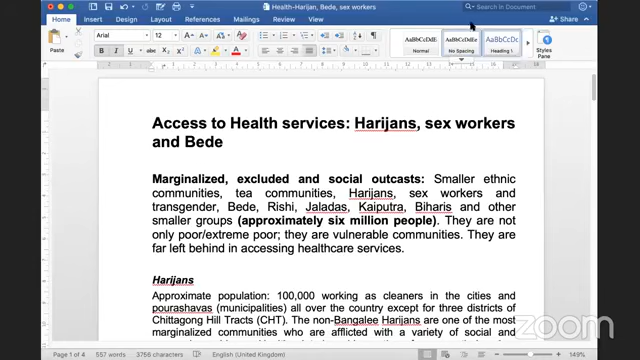 Health-Harijan, Bede, sex workers
Search in Document
Home Insert Design Layout References Mailings Review View Share
Paste Arial 12 AaBbCcDdE AaBbCcDdEe AaBbCcDc
B I U Normal No Spacing Heading 1 Styles Pane
Access to Health services: Harijans, sex workers
and Bede
Marginalized, excluded and social outcasts: Smaller ethnic
communities, tea communities, Harijans, sex workers and
transgender, Bede, Rishi, Jaladas, Kaiputra, Biharis and other
smaller groups (approximately six million people). They are not
only poor/extreme poor; they are vulnerable communities. They are
far left behind in accessing healthcare services.
Harijans
Approximate population: 100,000 working as cleaners in the cities and
pourashavas (municipalities) all over the country except for three districts of
Chittagong Hill Tracts (CHT). The non-Bangalee Harijans are one of the most
marginalized communities who are afflicted with a variety of social and
zoom
Page 1 of 4 557 words 3756 characters English (United Kingdom) 149%